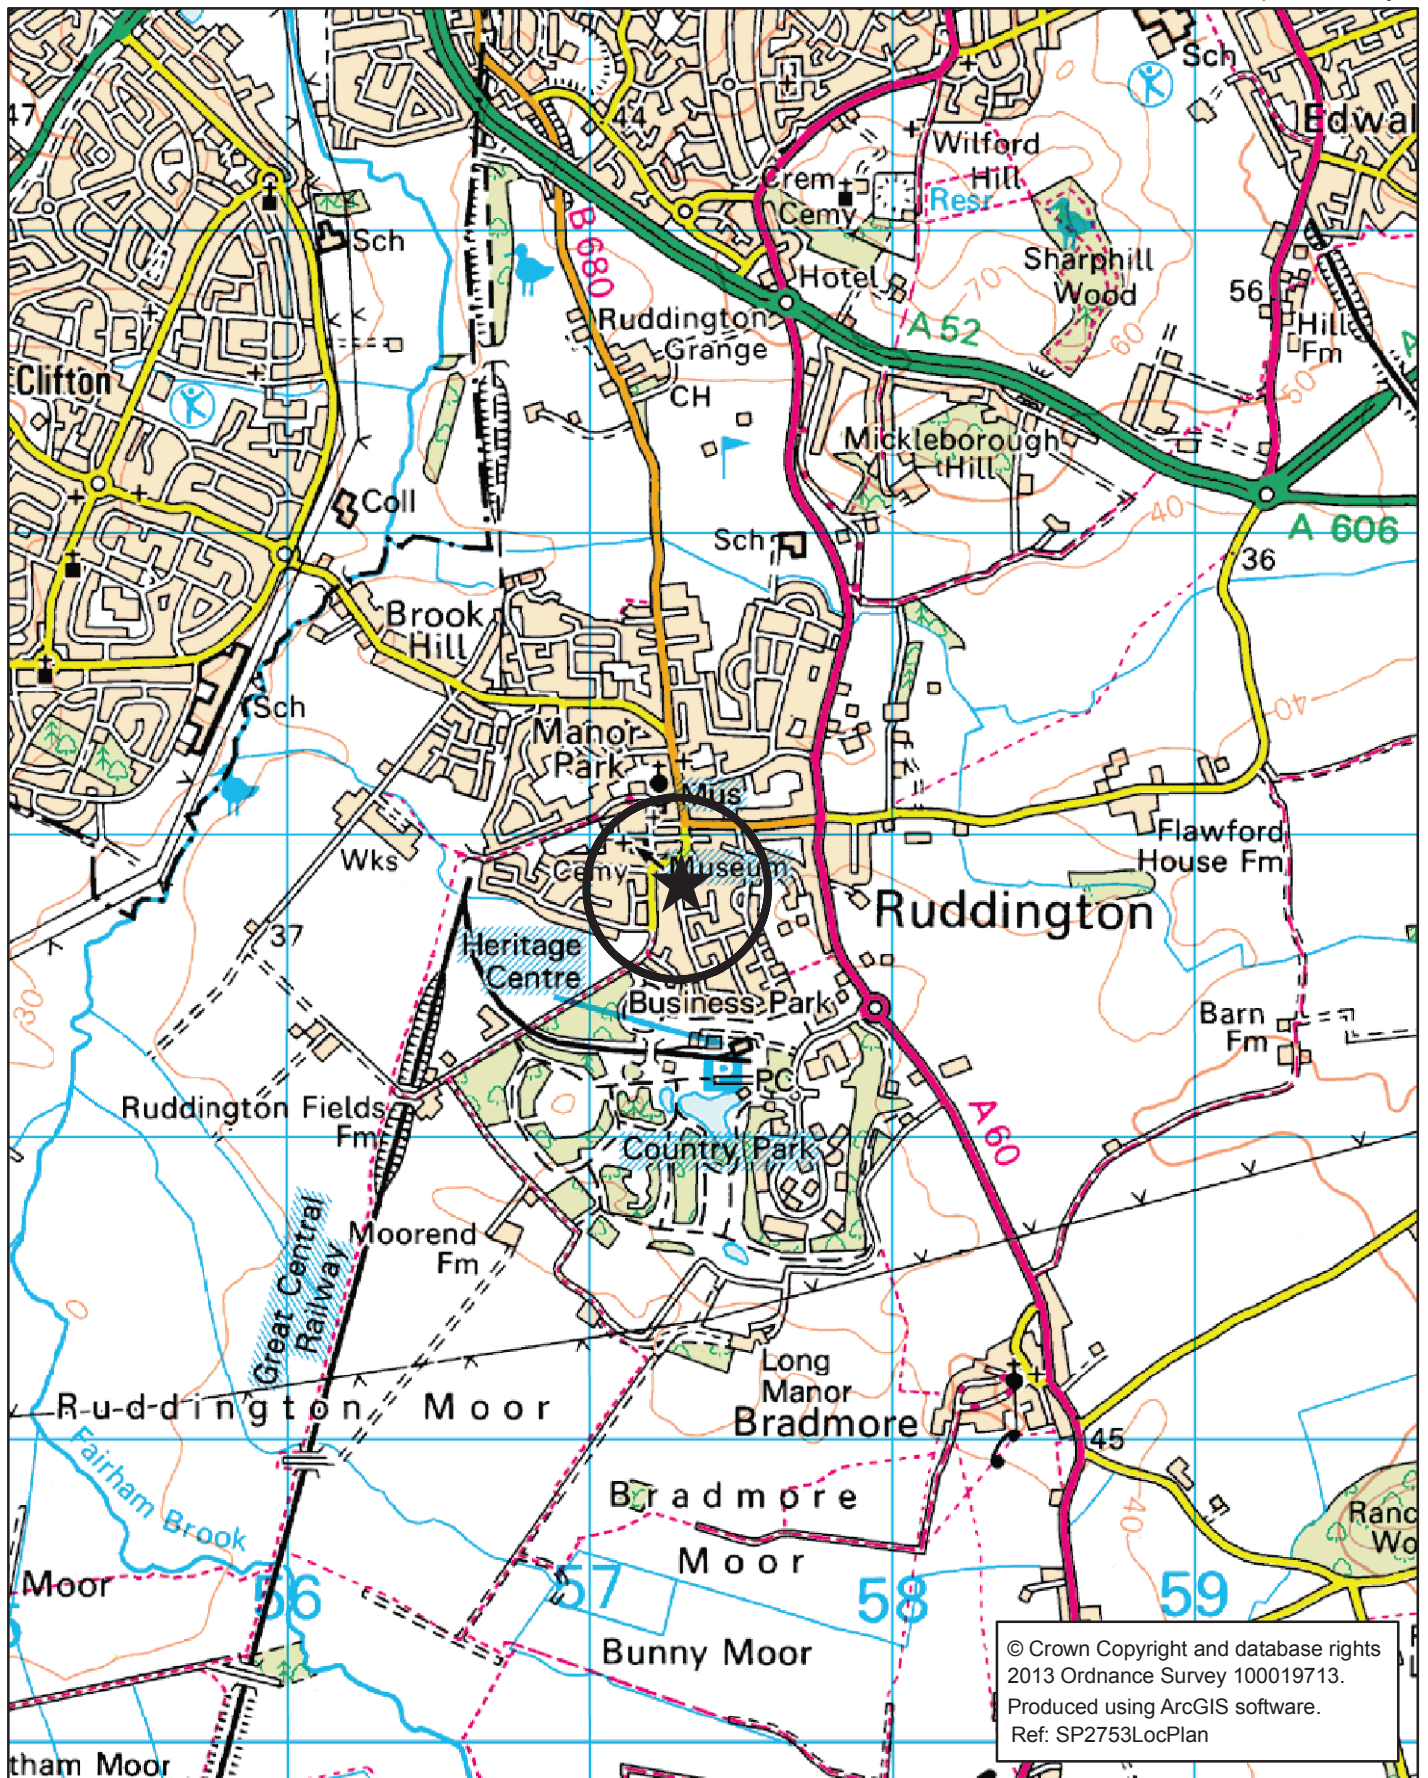 47
44
Sch
Edwal
Wilford
Hill
Crem
Cemy
Resr
Sch
B 680
Hotel
70
Sharphill
Wood
56
Hill
Fm
Ruddington
Grange
A 52
60
Clifton
CH
50
Mickleborough
Hill
Coll
40
A 606
Sch
36
Brook
Hill
Sch
40
Manor
Park
Mus
Wks
Cemy
Museum
Flawford
House Fm
Ruddington
37
Heritage
Centre
30
Business Park
Barn
Fm
PC
Ruddington Fields
Fm
A 60
Country Park
Great Central
Railway
Moorend
Fm
Long
Manor
Ruddington Moor
Bradmore
45
Fairham Brook
40
Bradmore
Moor
Ranc
Wo
Moor
56
57
58
59
Bunny Moor
© Crown Copyright and database rights
2013 Ordnance Survey 100019713.
Produced using ArcGIS software.
Ref: SP2753LocPlan
tham Moor